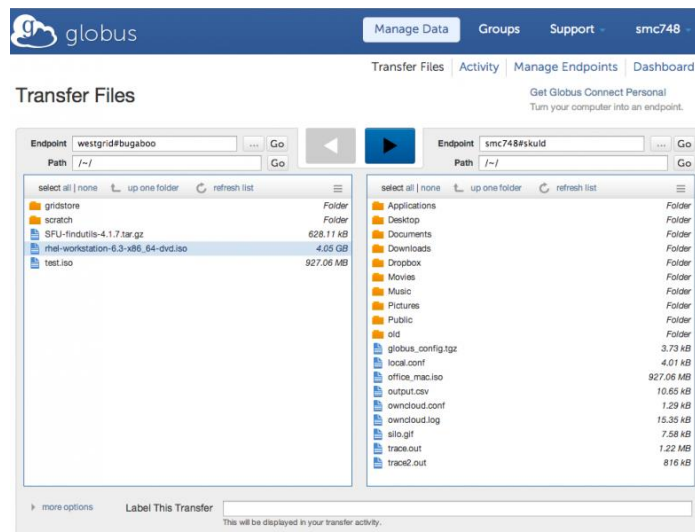 globus
Manage Data Groups Support smc748
Transfer Files Activity Manage Endpoints Dashboard
Transfer Files
Get Globus Connect Personal
Turn your computer into an endpoint.
Endpoint westgrid#bugaboo ... Go
Path /~/ Go
Endpoint smc748#skuld ... Go
Path /~/ Go
select all | none up one folder refresh list
gridstore Folder
scratch Folder
SFU-findutils-4.1.7.tar.gz 628.11 kB
rhel-workstation-6.3-x86_64-dvd.iso 4.05 GB
test.iso 927.06 MB
select all | none up one folder refresh list
Applications Folder
Desktop Folder
Documents Folder
Downloads Folder
Dropbox Folder
Movies Folder
Music Folder
Pictures Folder
Public Folder
old Folder
globus_config.tgz 3.73 kB
local.conf 4.01 kB
office_mac.iso 927.06 MB
output.csv 10.65 kB
owncloud.conf 1.29 kB
owncloud.log 15.35 kB
silo.gif 7.58 kB
trace.out 1.22 MB
trace2.out 816 kB
more options Label This Transfer
This will be displayed in your transfer activity.